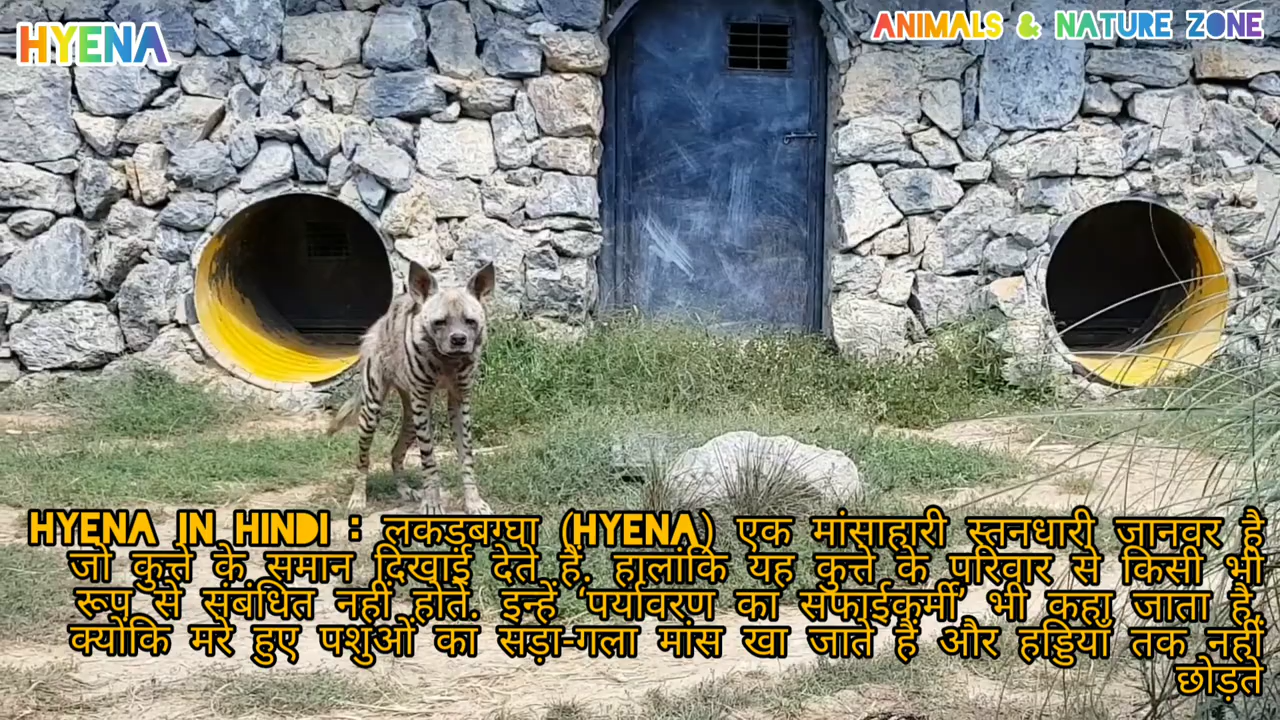 HYENA
ANIMALS & NATURE ZONE
HYENA IN HINDI : लकड़बग्घा (HYENA) एक मांसाहारी स्तनधारी जानवर है
जो कुत्ते के समान दिखाई देते हैं. हालांकि यह कुत्ते के परिवार से किसी भी
रूप से संबंधित नहीं होते. इन्हें ‘पर्यावरण का सफाईकर्मी’ भी कहा जाता है.
क्योंकि मरे हुए पशुओं का सड़ा-गला मांस खा जाते हैं और हड्डियाँ तक नहीं
छोड़ते